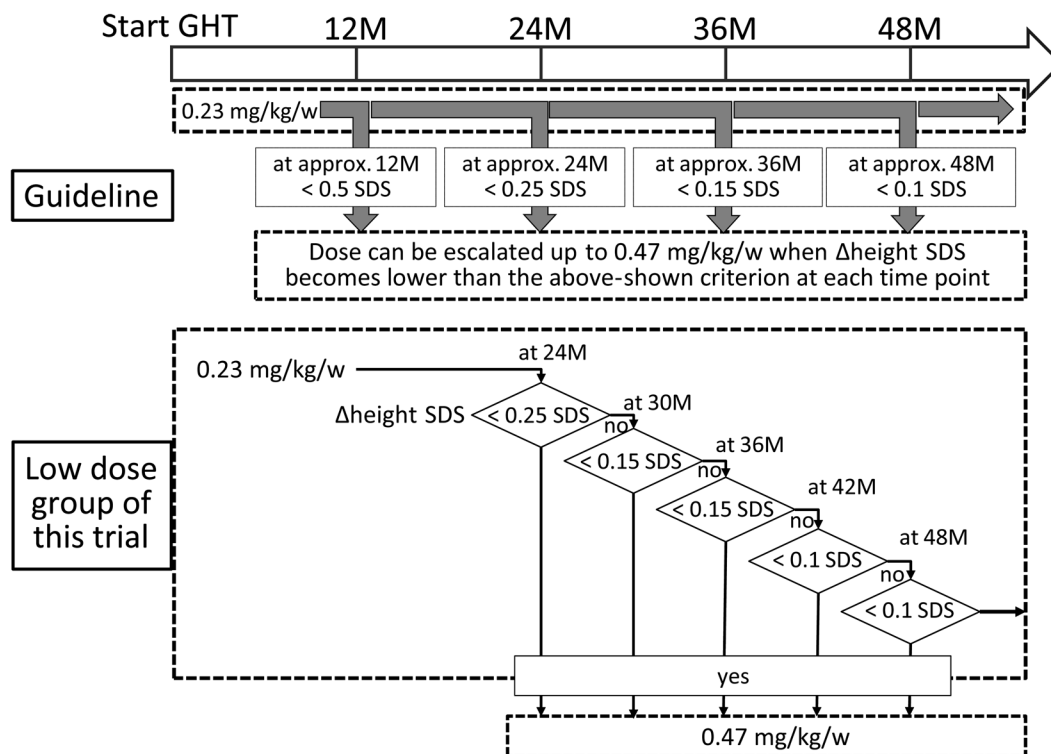 Start GHT 12M 24M 36M 48M
0.23 mg/kg/w
Guideline
at approx. 12M
< 0.5 SDS
at approx. 24M
< 0.25 SDS
at approx. 36M
< 0.15 SDS
at approx. 48M
< 0.1 SDS
Dose can be escalated up to 0.47 mg/kg/w when Δheight SDS
becomes lower than the above-shown criterion at each time point
Low dose
group of
this trial
0.23 mg/kg/w
at 24M
Δheight SDS
< 0.25 SDS
no
at 30M
< 0.15 SDS
no
at 36M
< 0.15 SDS
no
at 42M
< 0.1 SDS
no
at 48M
< 0.1 SDS
yes
0.47 mg/kg/w